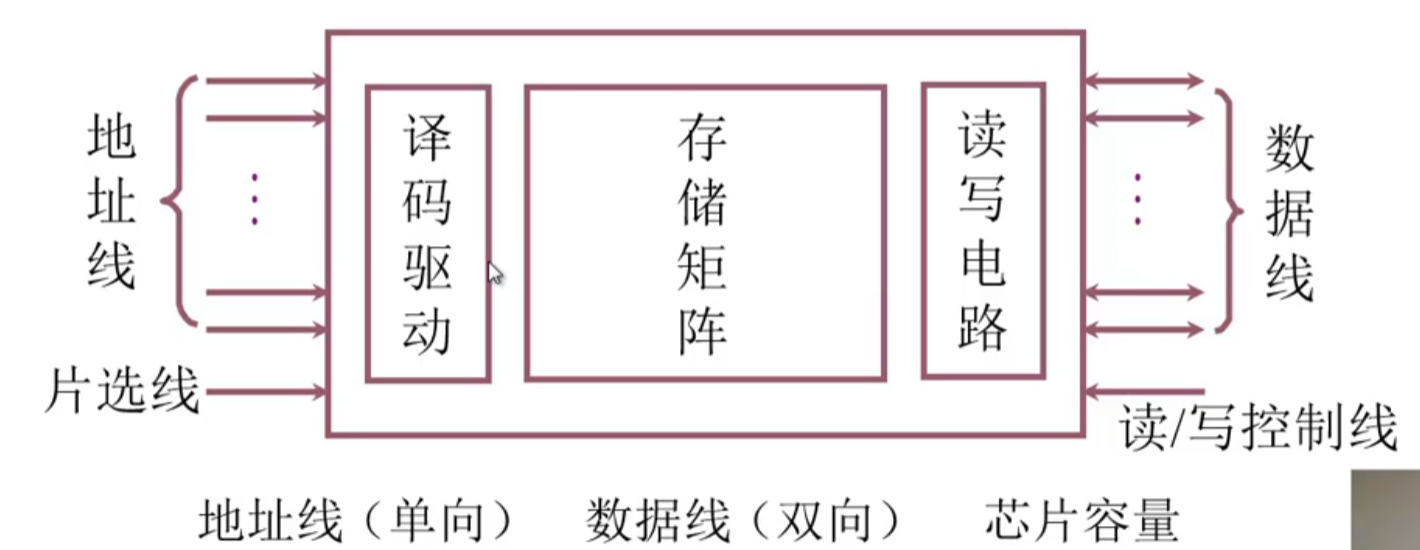 地址线
译码驱动
存储矩阵
读写电路
数据线
片选线
读/写控制线
地址线（单向） 数据线（双向） 芯片容量